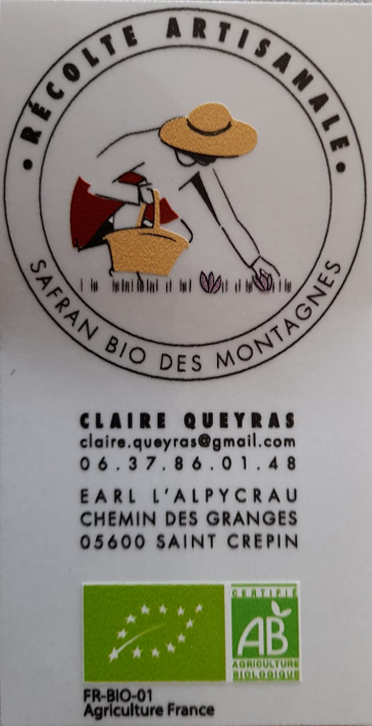 • RÉCOLTE ARTISANALE •
SAFRAN BIO DES MONTAGNES
CLAIRE QUEYRAS
claire.queyras@gmail.com
06.37.86.01.48
EARL L'ALPYCRAU
CHEMIN DES GRANGES
05600 SAINT CREPIN
CERTIFIÉ
AB
AGRICULTURE
BIOLOGIQUE
FR-BIO-01
Agriculture France